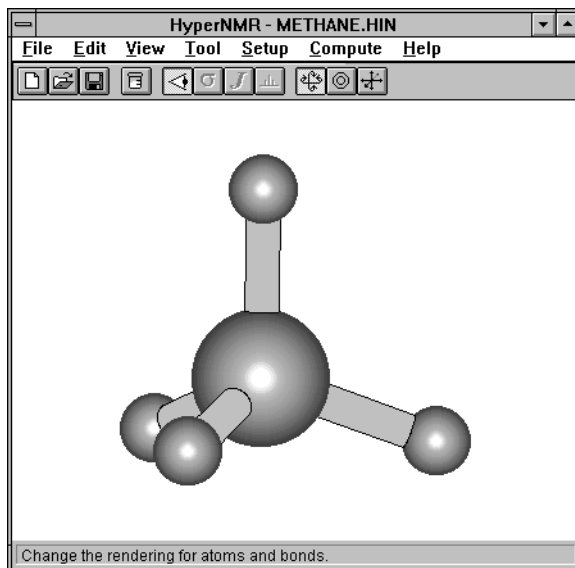 HyperNMR - METHANE.HIN
File Edit View Tool Setup Compute Help
σ J
Change the rendering for atoms and bonds.